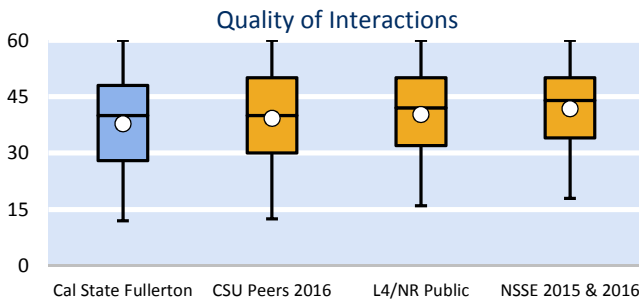 Quality of Interactions
60
45
30
15
0
Cal State Fullerton CSU Peers 2016 L4/NR Public NSSE 2015 & 2016